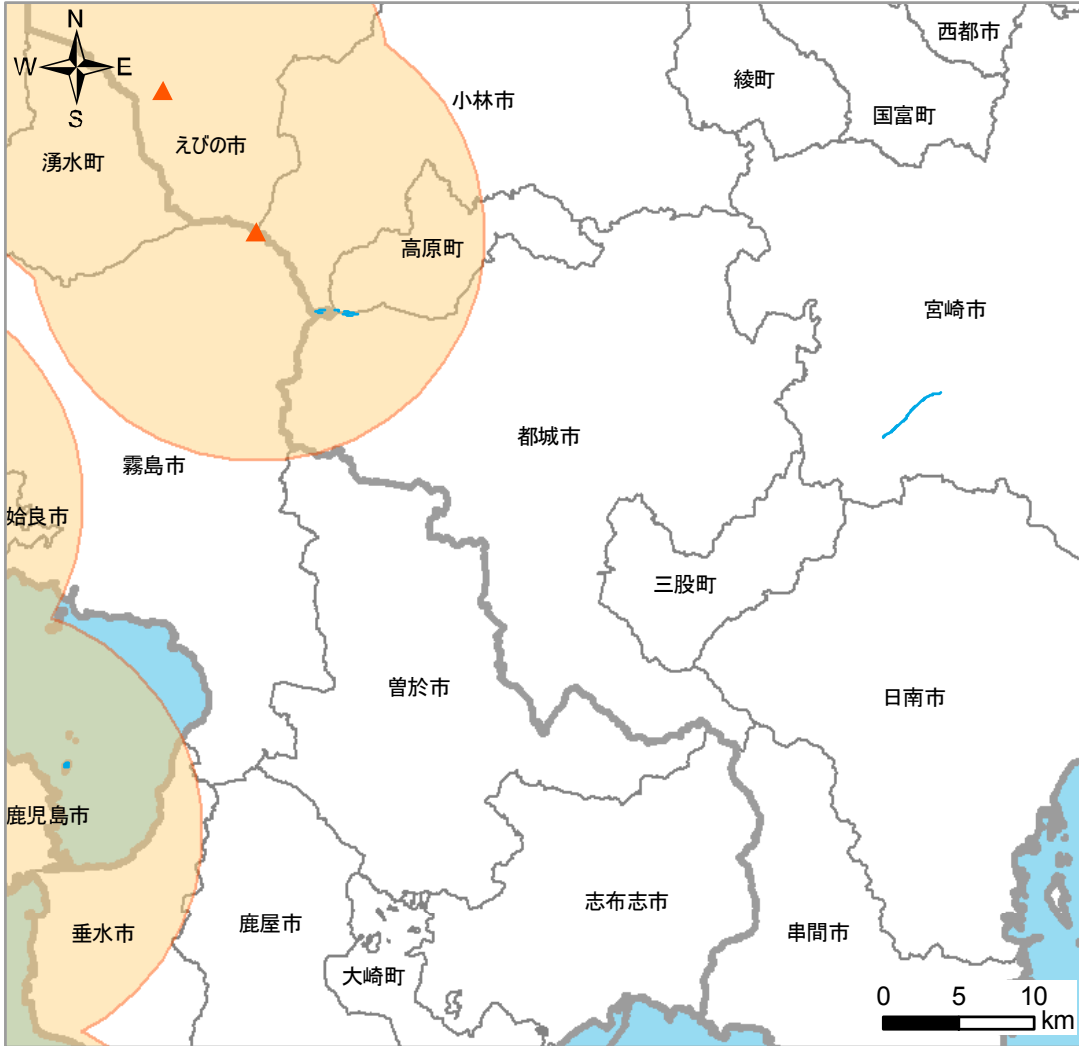 N
W E
S
西都市
綾町
小林市
国富町
えびの市
湧水町
高原町
宮崎市
都城市
霧島市
姶良市
三股町
曽於市
日南市
鹿児島市
志布志市
鹿屋市
垂水市
串間市
大崎町
0 5 10
km